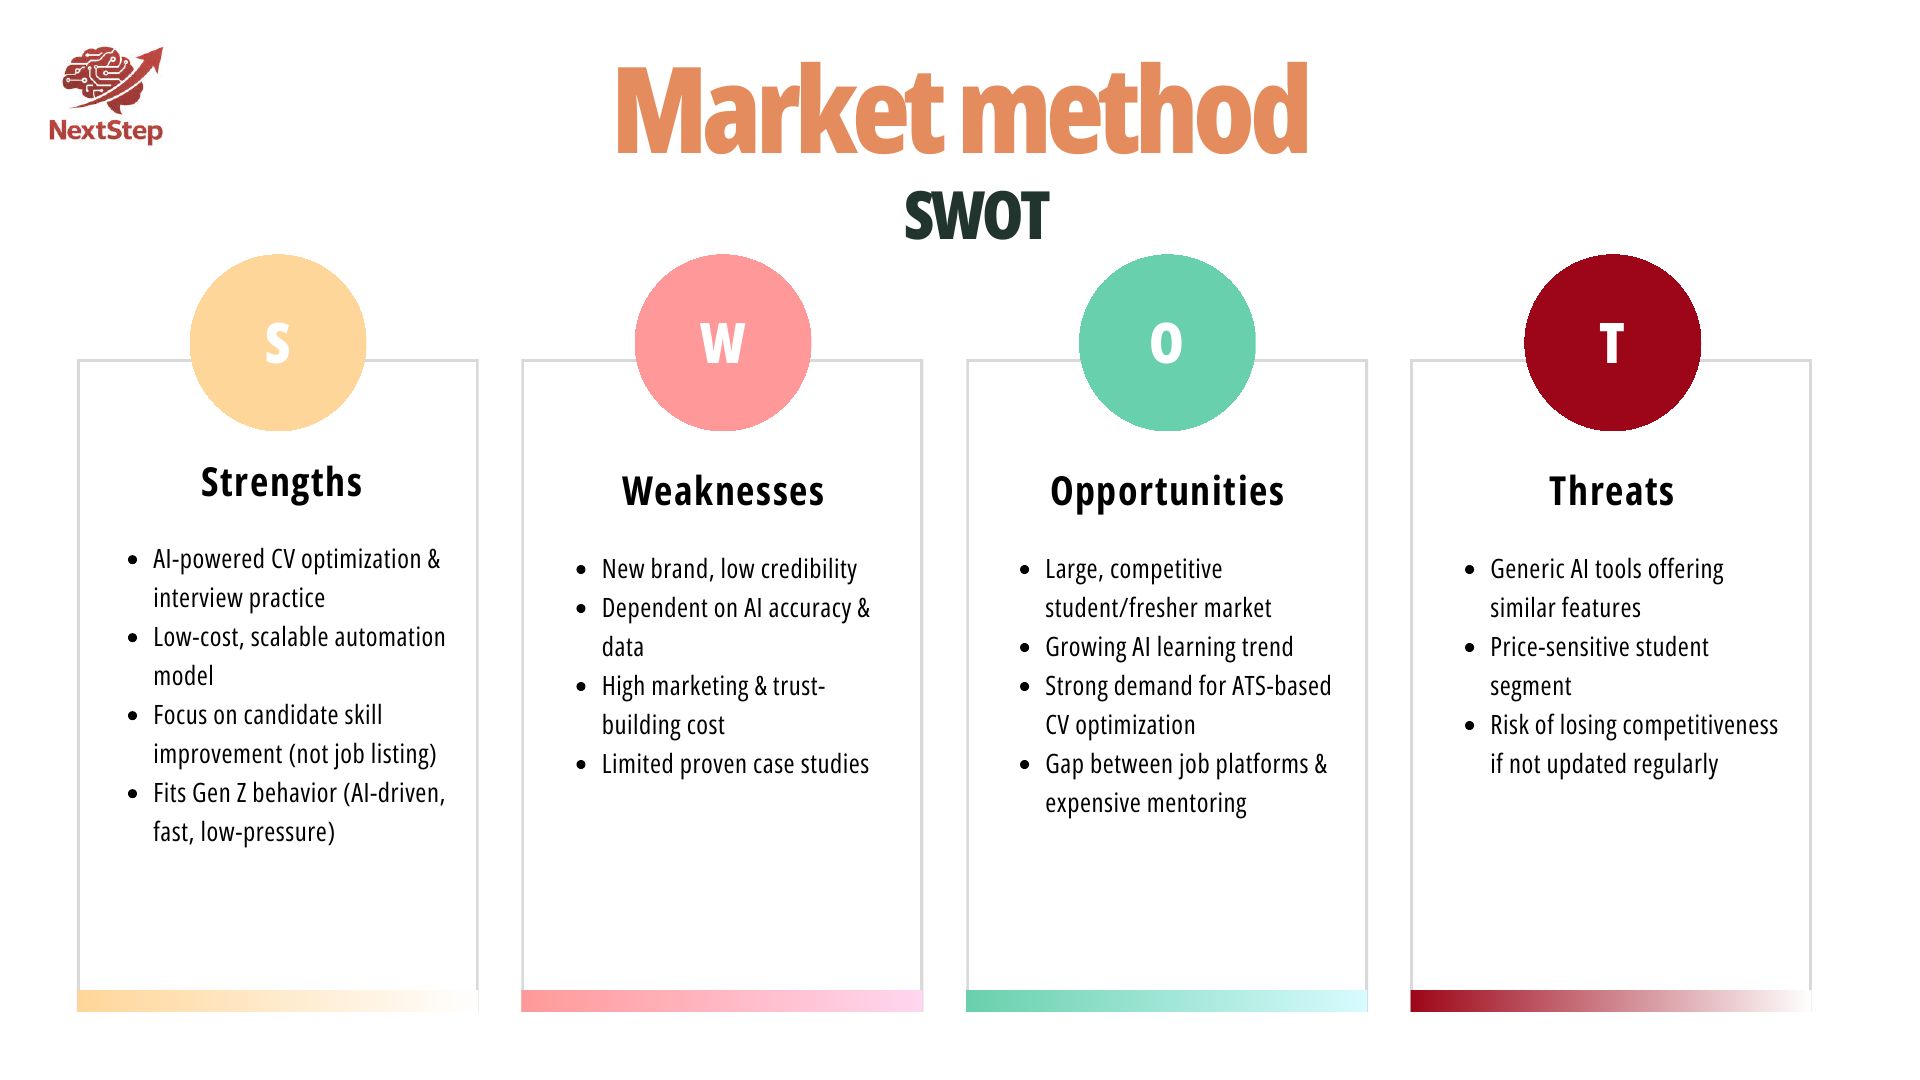 NextStep
Market method
SWOT
S
Strengths
AI-powered CV optimization &
interview practice
Low-cost, scalable automation
model
Focus on candidate skill
improvement (not job listing)
Fits Gen Z behavior (AI-driven,
fast, low-pressure)
W
Weaknesses
New brand, low credibility
Dependent on AI accuracy &
data
High marketing & trust-
building cost
Limited proven case studies
O
Opportunities
Large, competitive
student/fresher market
Growing AI learning trend
Strong demand for ATS-based
CV optimization
Gap between job platforms &
expensive mentoring
T
Threats
Generic AI tools offering
similar features
Price-sensitive student
segment
Risk of losing competitiveness
if not updated regularly